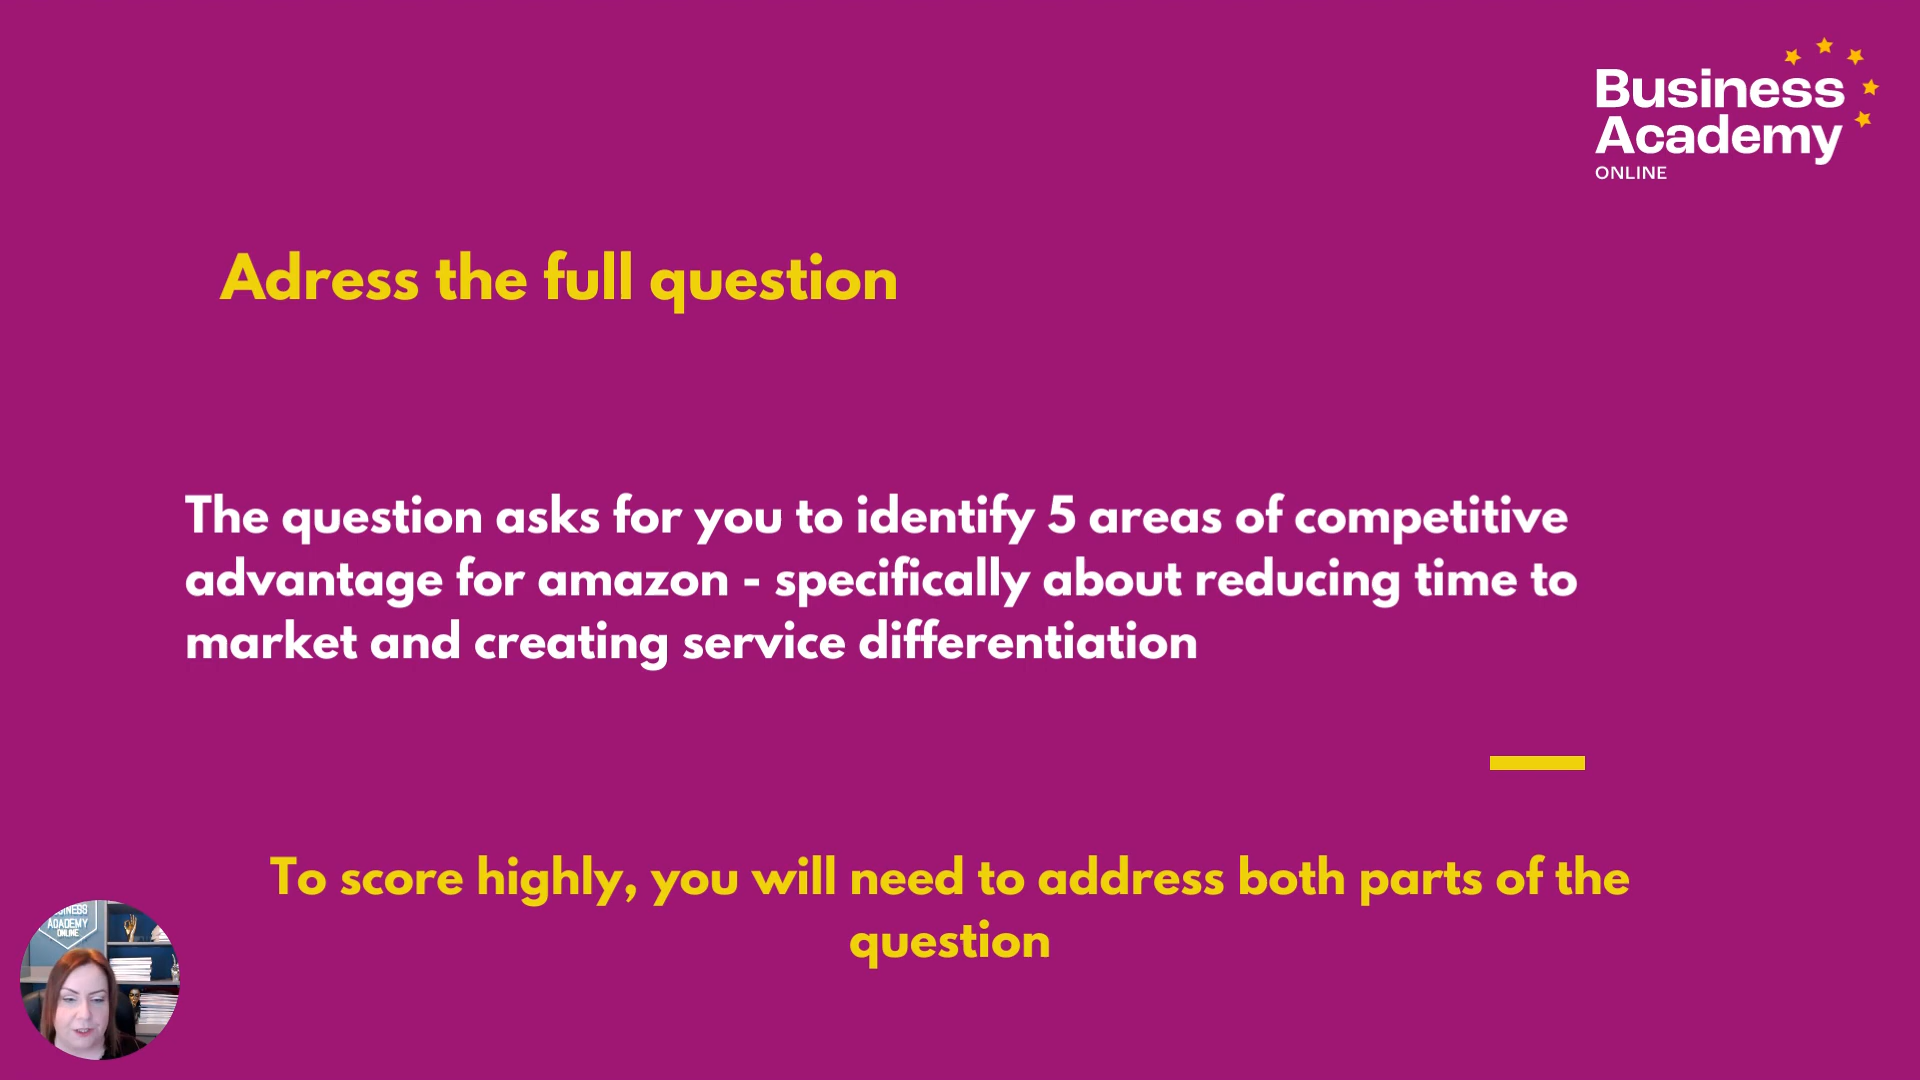 Business
Academy
ONLINE
Adress the full question
The question asks for you to identify 5 areas of competitive
advantage for amazon - specifically about reducing time to
market and creating service differentiation
To score highly, you will need to address both parts of the
question
ACADEMY
ONLINE